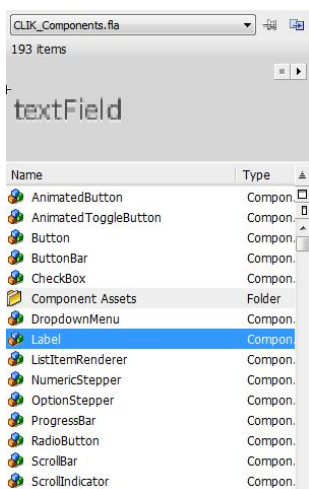 CLIK_Components.fla
193 items
textField
Name Type
AnimatedButton Compon.
AnimatedToggleButton Compon.
Button Compon.
ButtonBar Compon.
CheckBox Compon.
Component Assets Folder
DropdownMenu Compon.
Label Compon.
ListItemRenderer Compon.
NumericStepper Compon.
OptionStepper Compon.
ProgressBar Compon.
RadioButton Compon.
ScrollBar Compon.
ScrollIndicator Compon.